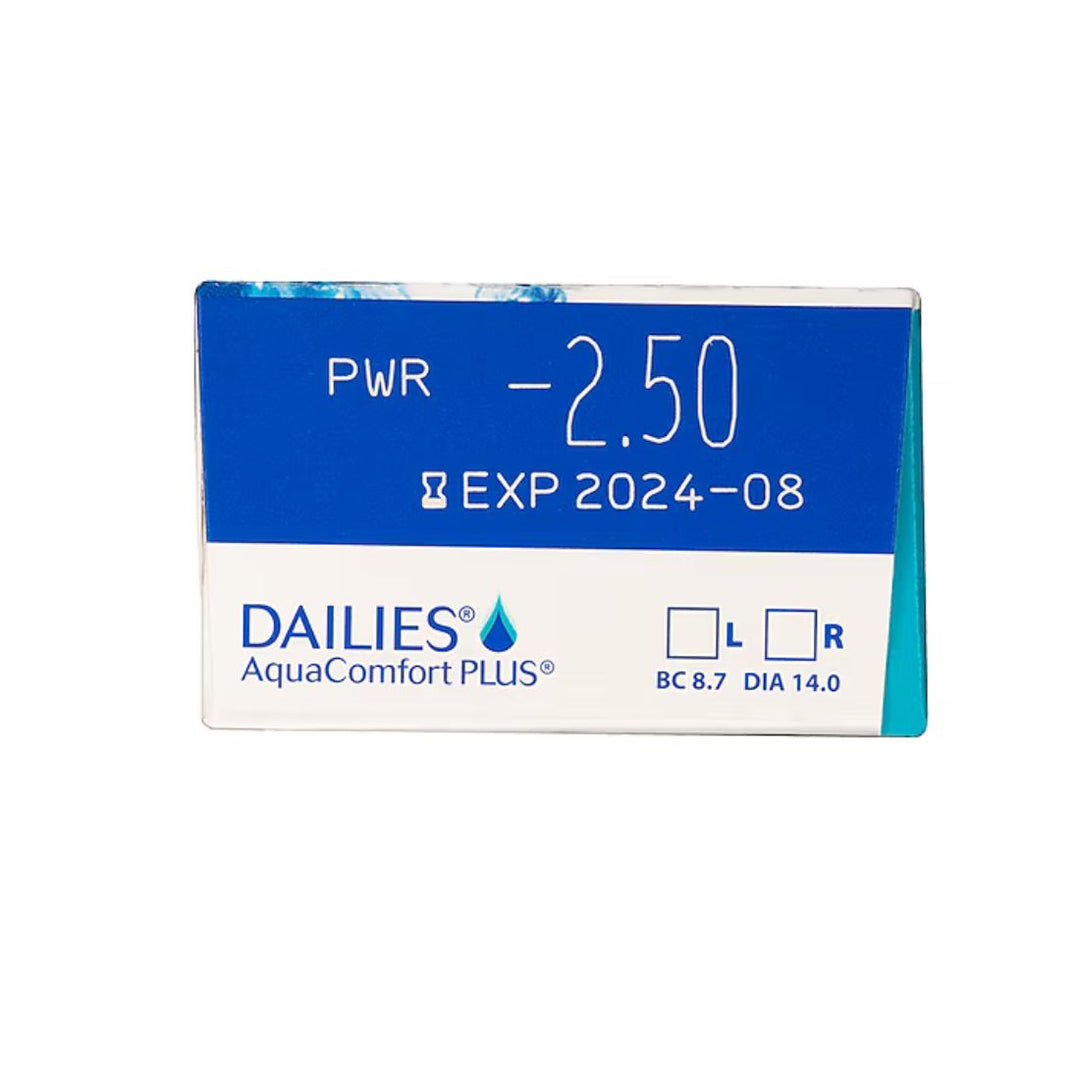 PWR -2.50
EXP 2024-08
DAILIES®
AquaComfort PLUS®
L R
BC 8.7 DIA 14.0